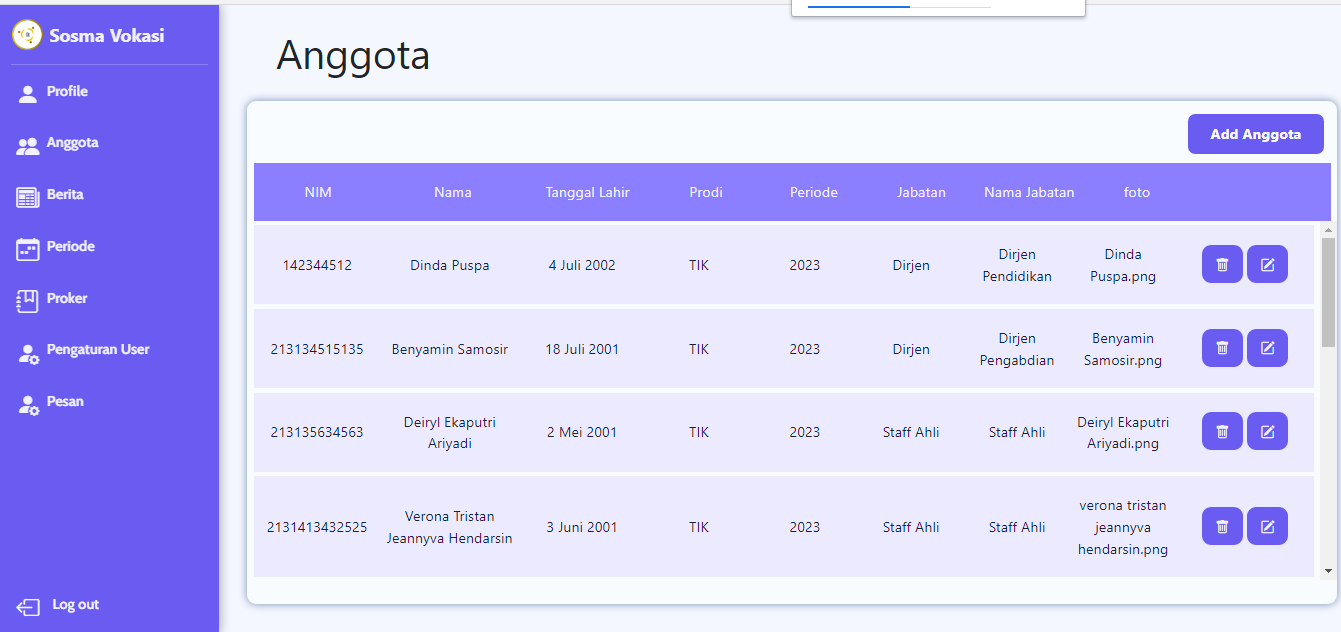 Sosma Vokasi
Profile
Anggota
Berita
Periode
Proker
Pengaturan User
Pesan
Log out
Anggota
Add Anggota
NIM Nama Tanggal Lahir Prodi Periode Jabatan Nama Jabatan foto
142344512 Dinda Puspa 4 Juli 2002 TIK 2023 Dirjen Dirjen Pendidikan Dinda Puspa.png
213134515135 Benyamin Samosir 18 Juli 2001 TIK 2023 Dirjen Dirjen Pengabdian Benyamin Samosir.png
213135634563 Deiryl Ekaputri Ariyadi 2 Mei 2001 TIK 2023 Staff Ahli Staff Ahli Deiryl Ekaputri Ariyadi.png
2131413432525 Verona Tristan Jeannyva Hendarsin 3 Juni 2001 TIK 2023 Staff Ahli Staff Ahli verona tristan jeannyva hendarsin.png